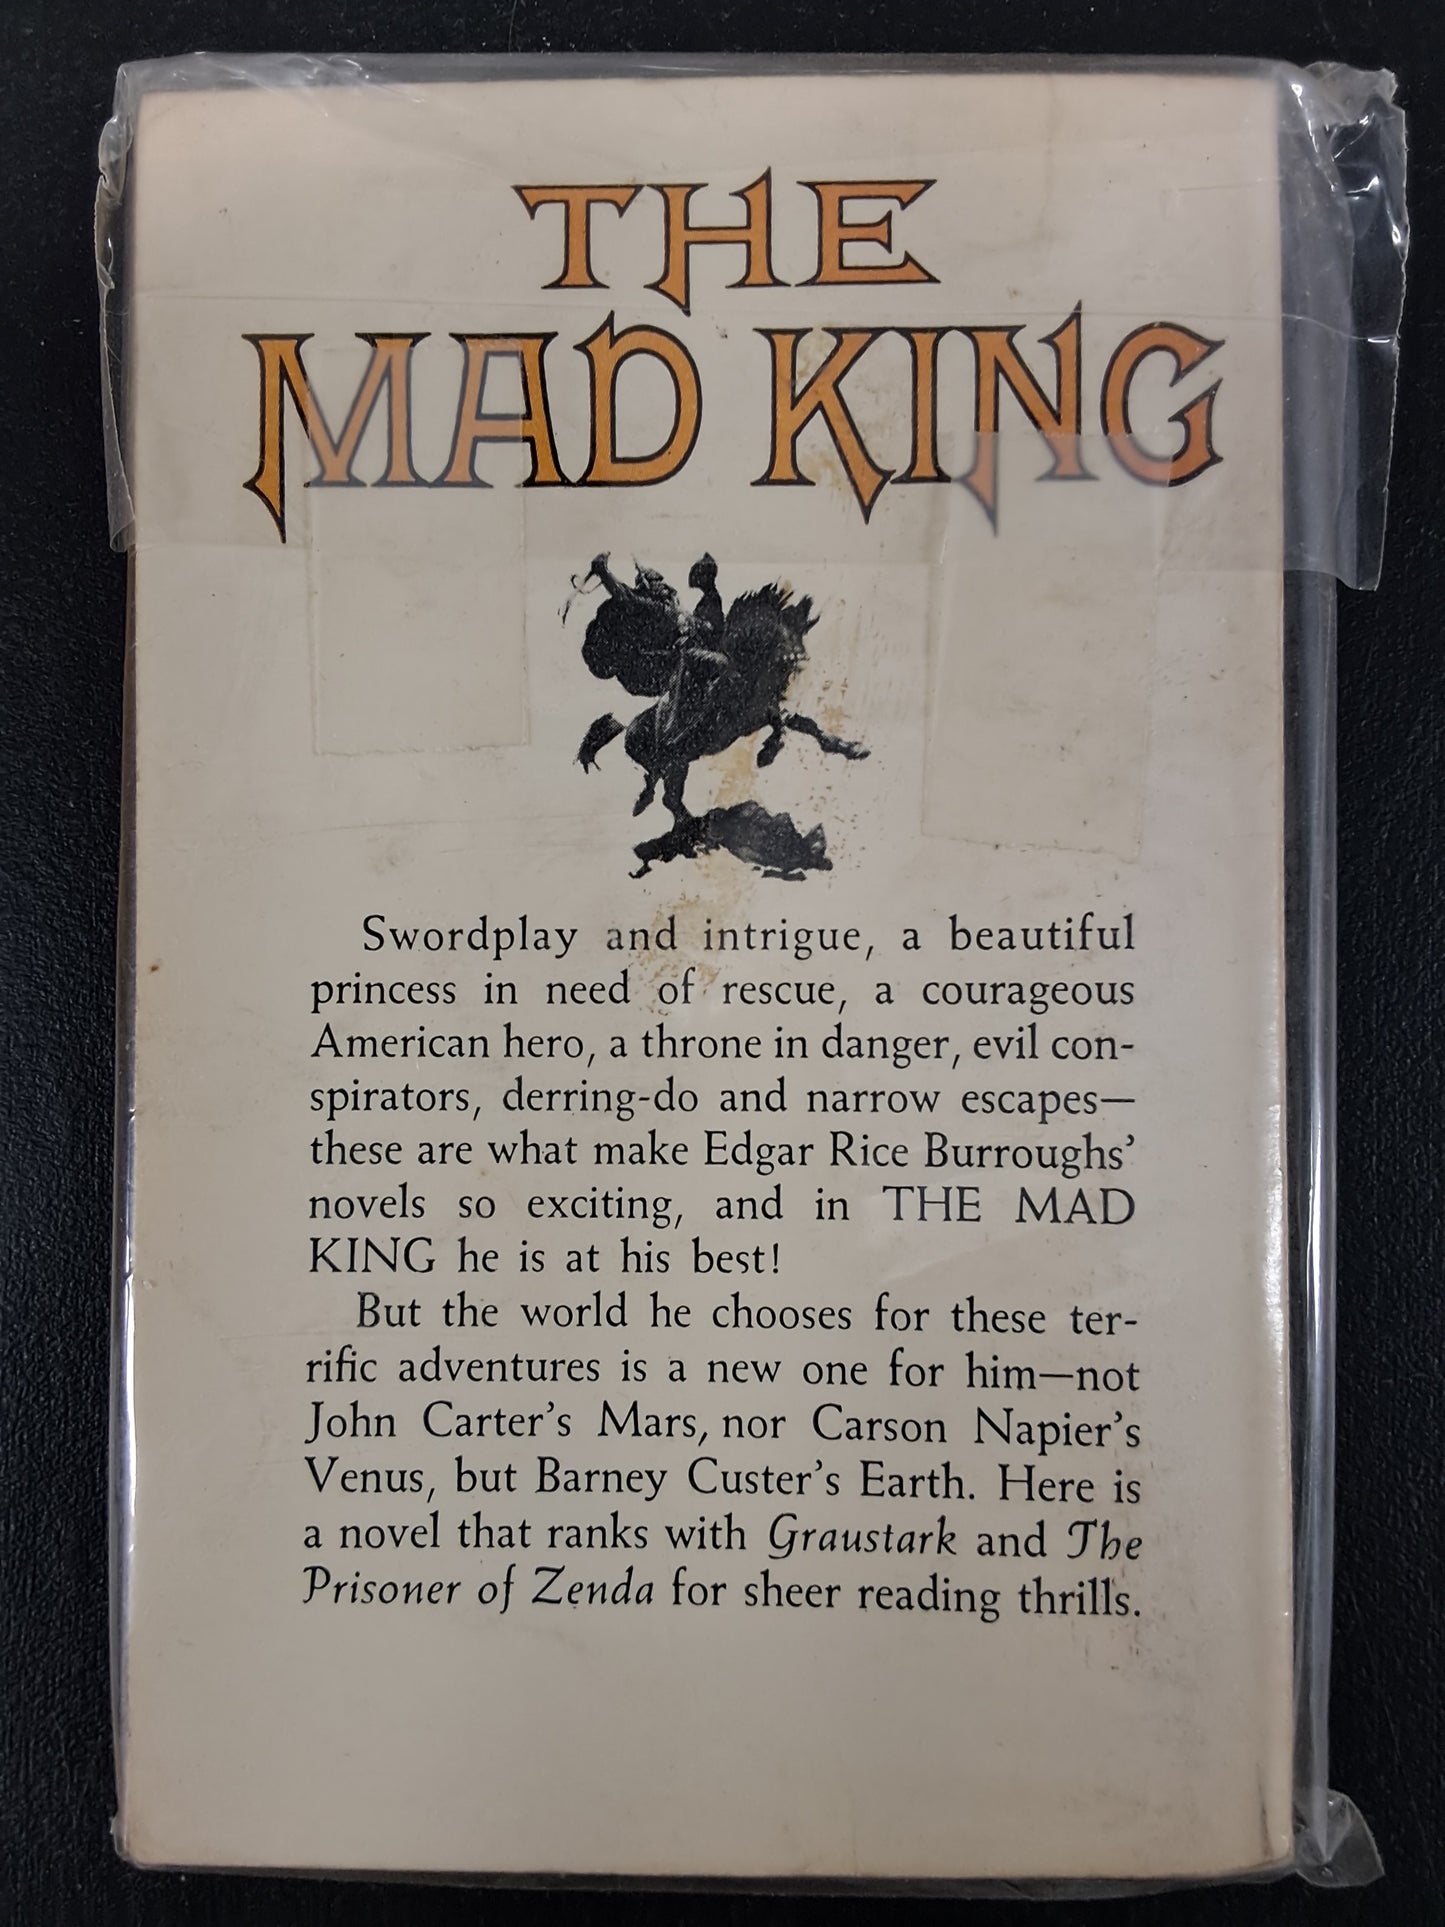 THE
MAD KING
Swordplay and intrigue, a beautiful
princess in need of rescue, a courageous
American hero, a throne in danger, evil con-
spirators, derring-do and narrow escapes—
these are what make Edgar Rice Burroughs’
novels so exciting, and in THE MAD
KING he is at his best!
But the world he chooses for these ter-
rific adventures is a new one for him—not
John Carter’s Mars, nor Carson Napier’s
Venus, but Barney Custer’s Earth. Here is
a novel that ranks with Graustark and The
Prisoner of Zenda for sheer reading thrills.